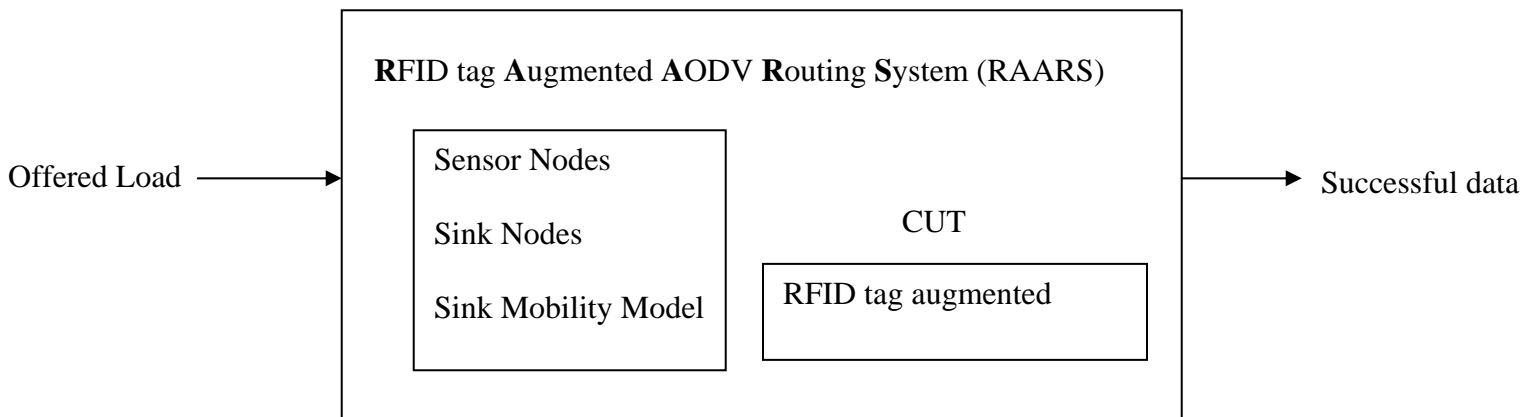 RFID tag Augmented AODV Routing System (RAARS)
Offered Load
Sensor Nodes
Sink Nodes
Sink Mobility Model
CUT
RFID tag augmented
Successful data